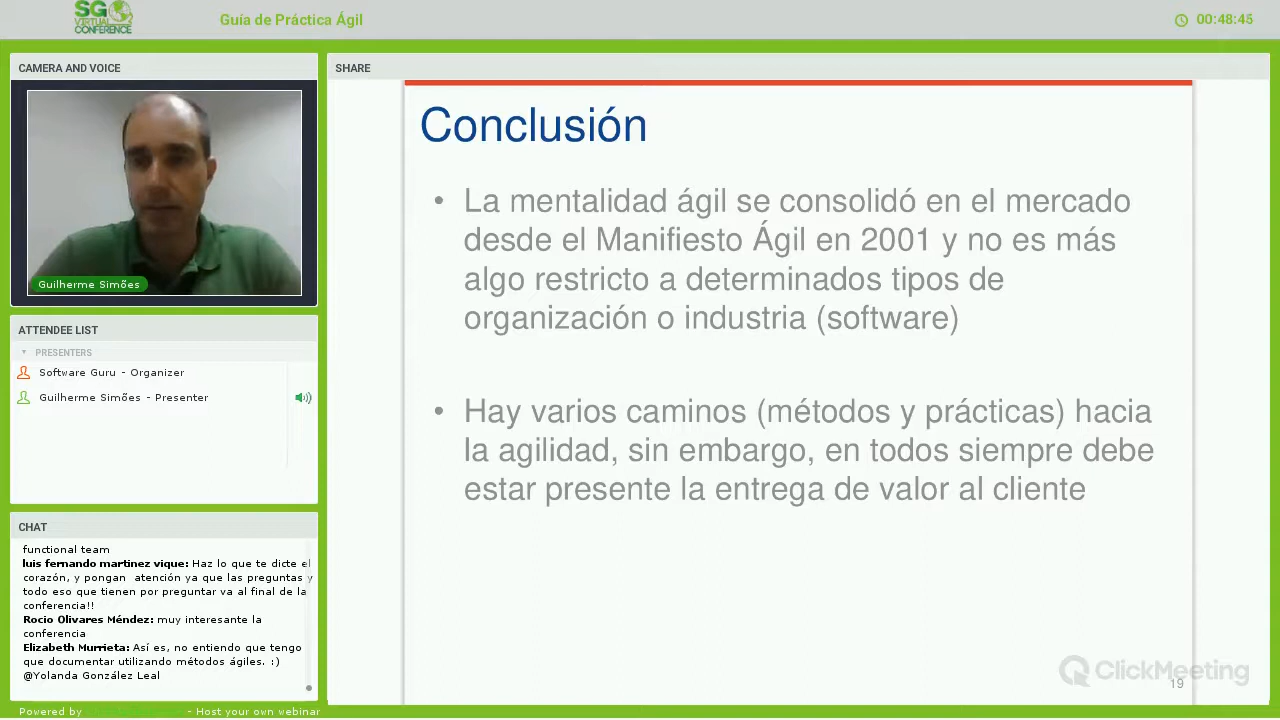 SG
VIRTUAL
CONFERENCE
Guía de Práctica Ágil
00:48:45
CAMERA AND VOICE
Guilherme Simões
ATTENDEE LIST
PRESENTERS
Software Guru - Organizer
Guilherme Simões - Presenter
CHAT
functional team
luis fernando martinez vique: Haz lo que te dicte el
corazón, y pongan atención ya que las preguntas y
todo eso que tienen por preguntar va al final de la
conferencia!!
Rocio Olivares Méndez: muy interesante la
conferencia
Elizabeth Murrieta: Así es, no entiendo que tengo
que documentar utilizando métodos ágiles. :)
@Yolanda González Leal
Powered by
- Host your own webinar
SHARE
Conclusión
• La mentalidad ágil se consolidó en el mercado
desde el Manifiesto Ágil en 2001 y no es más
algo restricto a determinados tipos de
organización o industria (software)
• Hay varios caminos (métodos y prácticas) hacia
la agilidad, sin embargo, en todos siempre debe
estar presente la entrega de valor al cliente
ClickMeeting
19